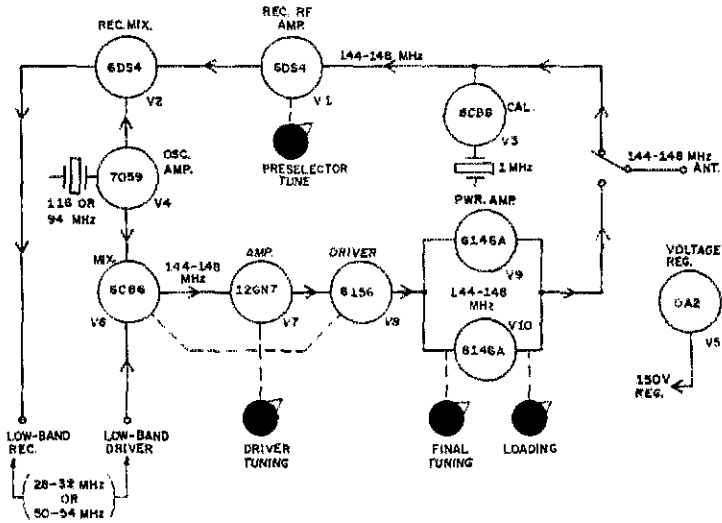 REC. MIX.
6DS4
V2
REC. RF
AMP.
6DS4
V1
144-148 MHz
PRESELECTOR
TUNE
6CB6
CAL.
V3
1 MHz
144-148 MHz
ANT.
OSC.
AMP.
7059
V4
116 OR
94 MHz
MIX.
6CB6
V6
144-148
MHz
AMP.
12GN7
V7
DRIVER
8156
V8
PWR. AMP.
6146A
V9
144-148
MHz
V10
6146A
VOLTAGE
REG.
0A2
V5
150V
REG.
LOW-BAND
REC.
LOW-BAND
DRIVER
DRIVER
TUNING
FINAL
TUNING
LOADING
(28-32 MHz
OR
50-54 MHz)